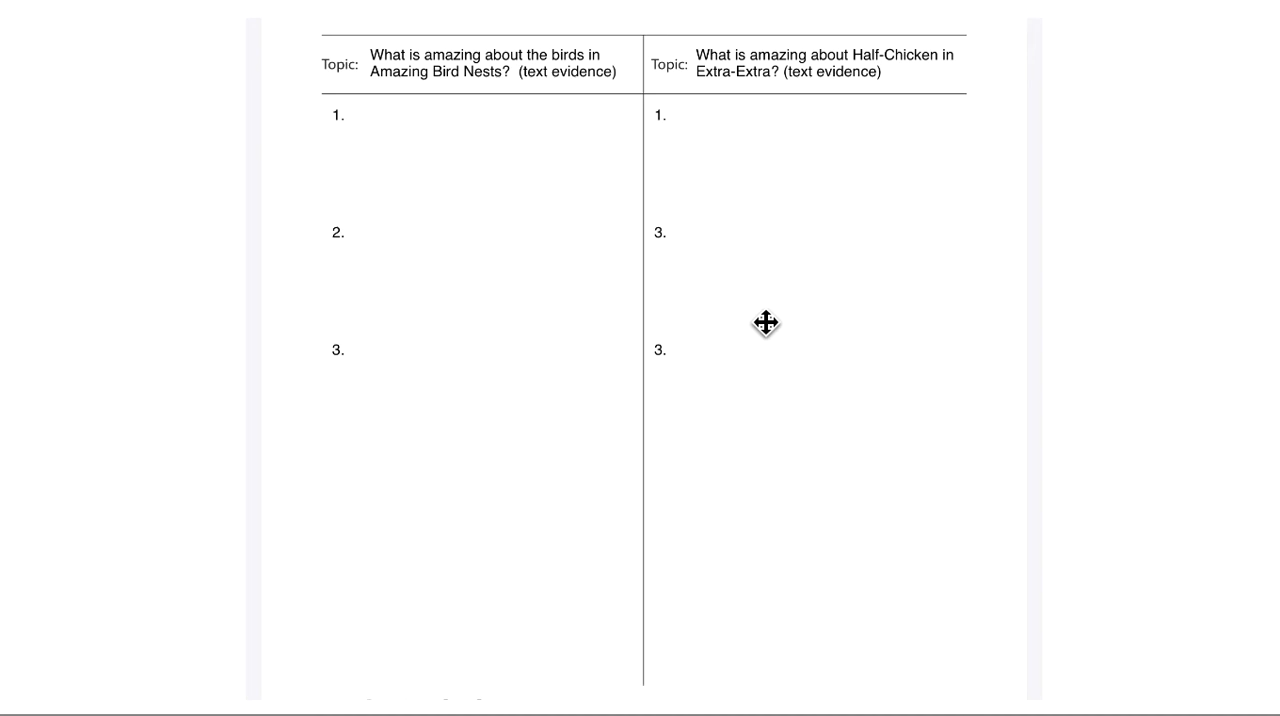 Topic: What is amazing about the birds in
Amazing Bird Nests?  (text evidence)
1.
2.
3.
Topic: What is amazing about Half-Chicken in
Extra-Extra? (text evidence)
1.
3.
3.